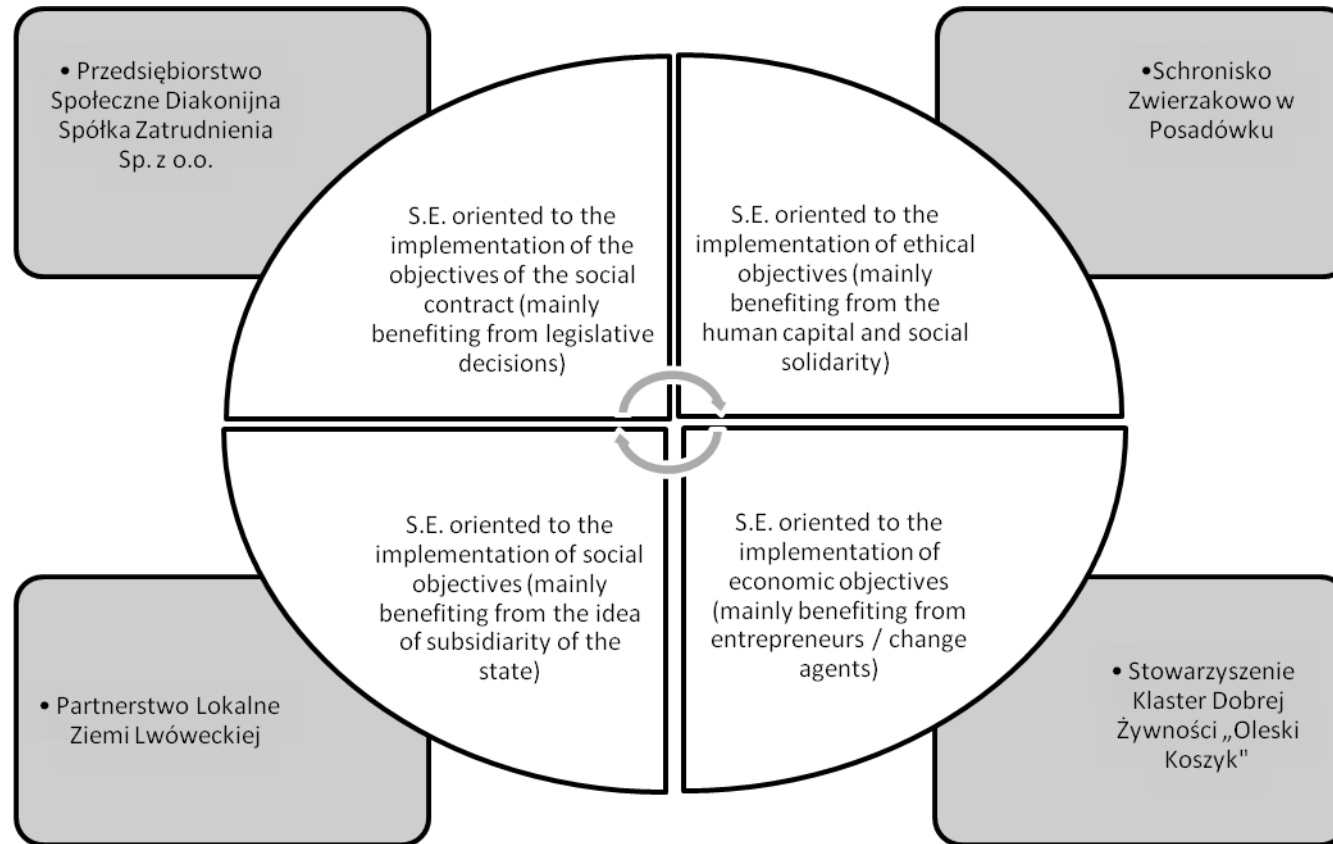 • Przedsiębiorstwo
Społeczne Diakonijna
Spółka Zatrudnienia
Sp. z o.o.
•Schronisko
Zwierzakowo w
Posadówku
S.E. oriented to the
implementation of the
objectives of the social
contract (mainly
benefiting from legislative
decisions)
S.E. oriented to the
implementation of ethical
objectives (mainly
benefiting from the
human capital and social
solidarity)
S.E. oriented to the
implementation of social
objectives (mainly
benefiting from the idea
of subsidiarity of the
state)
S.E. oriented to the
implementation of
economic objectives
(mainly benefiting from
entrepreneurs / change
agents)
• Partnerstwo Lokalne
Ziemi Lwóweckiej
• Stowarzyszenie
Klaster Dobrej
Żywności „Oleski
Koszyk"